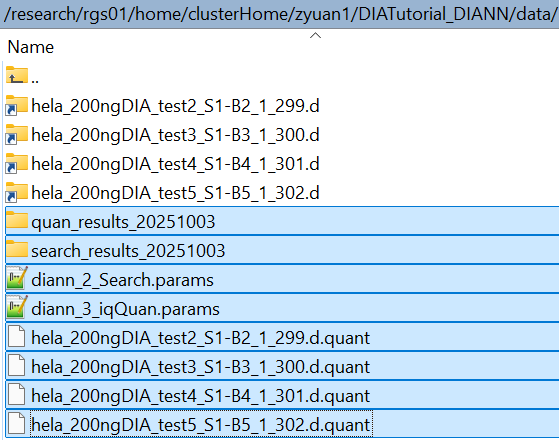 /research/rgs01/home/clusterHome/zyuan1/DIATutorial_DIANN/data/
Name
..
hela_200ngDIA_test2_S1-B2_1_299.d
hela_200ngDIA_test3_S1-B3_1_300.d
hela_200ngDIA_test4_S1-B4_1_301.d
hela_200ngDIA_test5_S1-B5_1_302.d
quan_results_20251003
search_results_20251003
diann_2_Search.params
diann_3_iqQuan.params
hela_200ngDIA_test2_S1-B2_1_299.d.quant
hela_200ngDIA_test3_S1-B3_1_300.d.quant
hela_200ngDIA_test4_S1-B4_1_301.d.quant
hela_200ngDIA_test5_S1-B5_1_302.d.quant